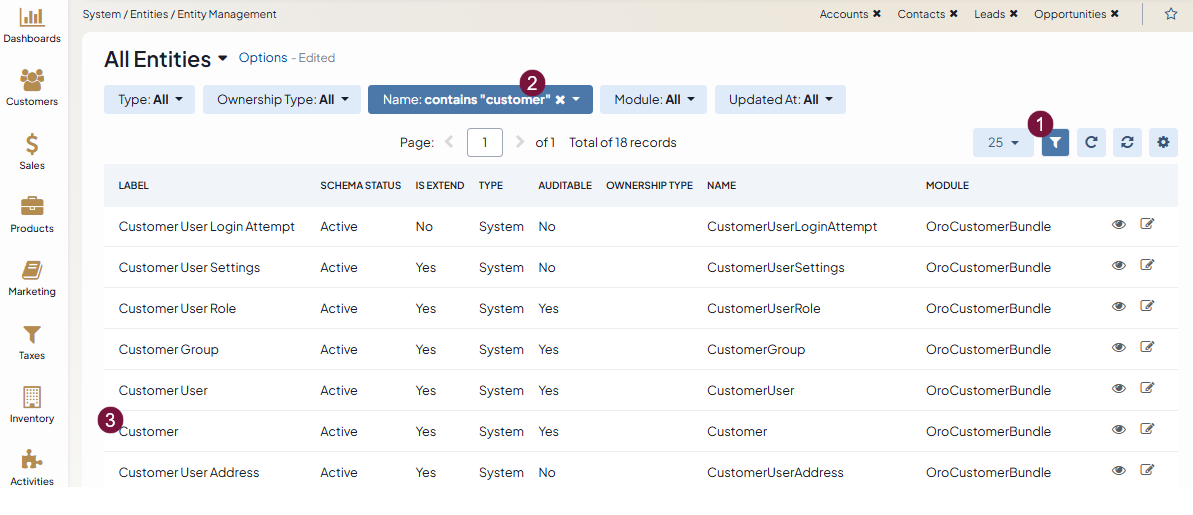 System / Entities / Entity Management
Accounts ✖ Contacts ✖ Leads ✖ Opportunities ✖
Dashboards
Customers
Sales
Products
Marketing
Taxes
Inventory
Activities
All Entities Options - Edited
2
Type: All Ownership Type: All Name: contains "customer" ✖ Module: All Updated At: All
1
Page: 1 of 1 Total of 18 records 25
LABEL SCHEMA STATUS IS EXTEND TYPE AUDITABLE OWNERSHIP TYPE NAME MODULE
Customer User Login Attempt Active No System No CustomerUserLoginAttempt OroCustomerBundle
Customer User Settings Active Yes System No CustomerUserSettings OroCustomerBundle
Customer User Role Active Yes System Yes CustomerUserRole OroCustomerBundle
Customer Group Active Yes System Yes CustomerGroup OroCustomerBundle
Customer User Active Yes System Yes CustomerUser OroCustomerBundle
3
Customer Active Yes System Yes Customer OroCustomerBundle
Customer User Address Active Yes System No CustomerUserAddress OroCustomerBundle